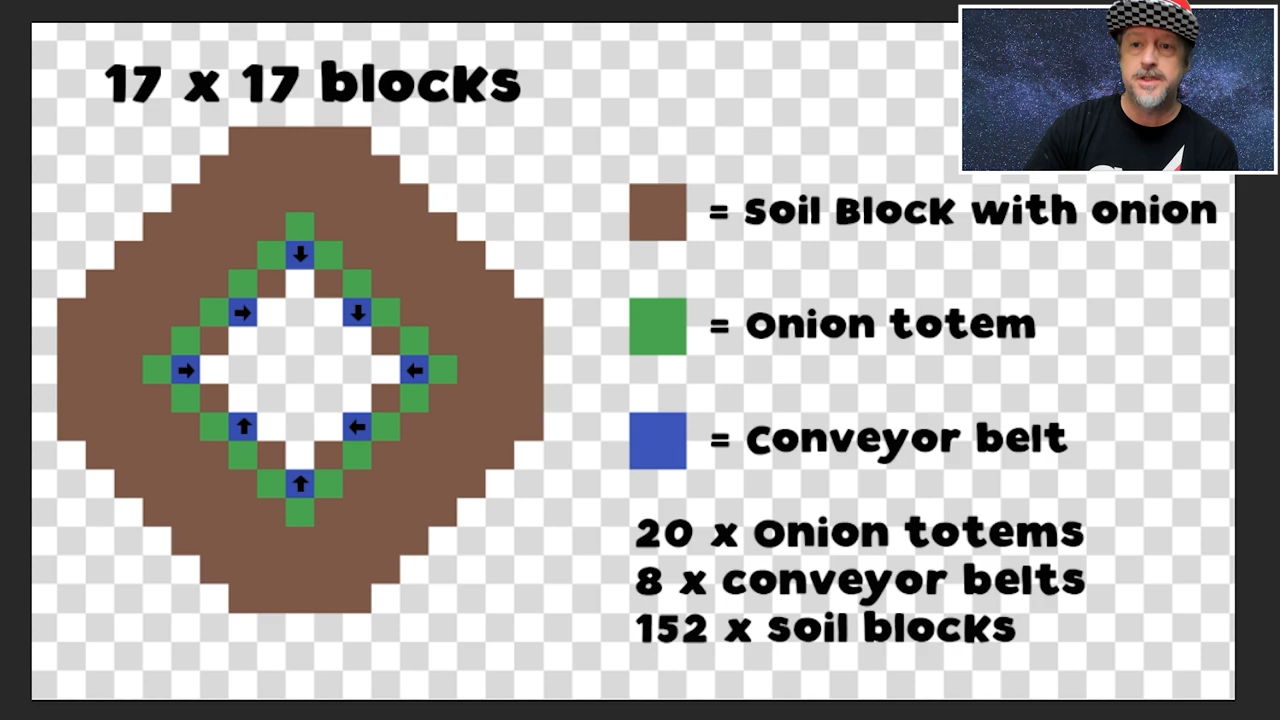 17 x 17 blocks
= Soil Block with onion
= Onion totem
= Conveyor belt
20 x Onion totems
8 x conveyor belts
152 x soil blocks